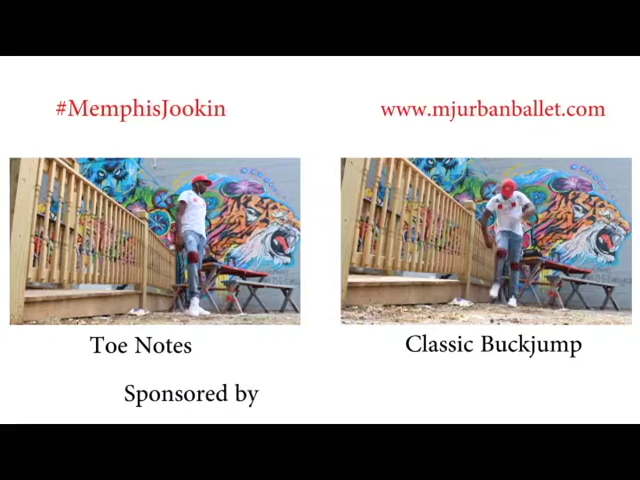 #MemphisJookin
www.mjurbanballet.com
Toe Notes
Classic Buckjump
Sponsored by